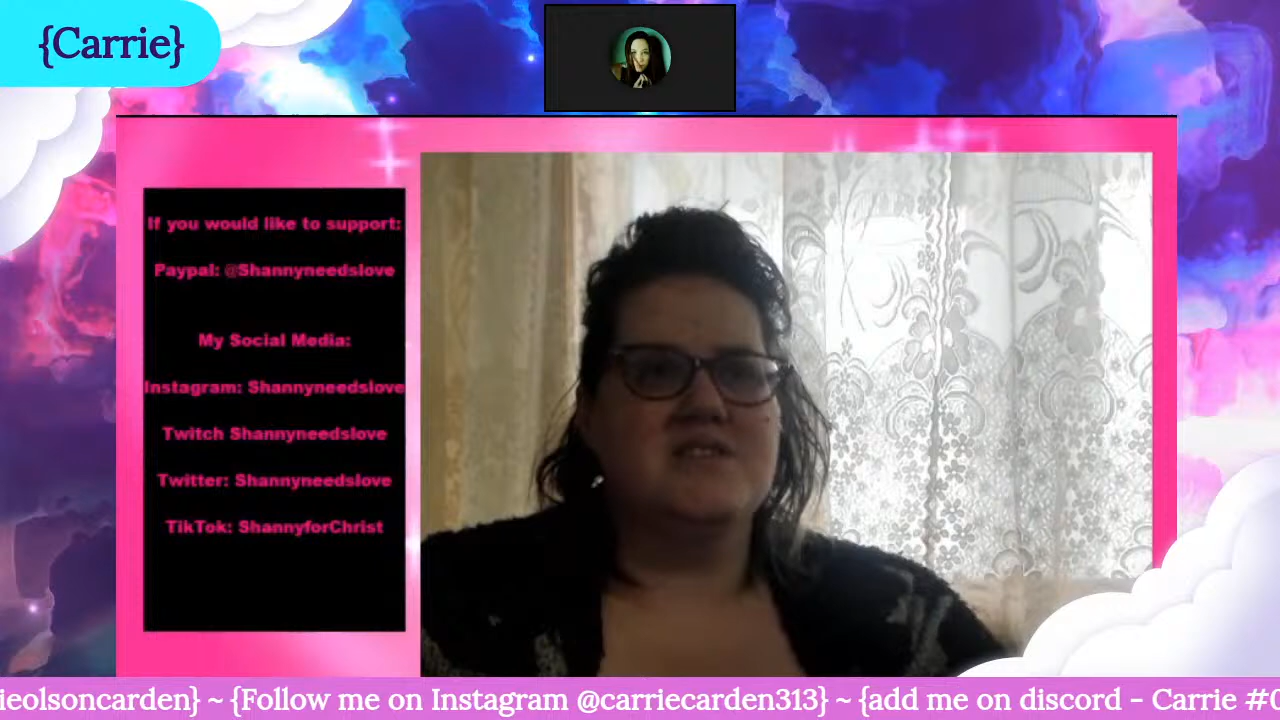 {Carrie}
If you would like to support:
Paypal: @Shannyneedslove
My Social Media:
Instagram: Shannyneedslove
Twitch Shannyneedslove
Twitter: Shannyneedslove
TikTok: ShannyforChrist
ieolsoncarden} ~ {Follow me on Instagram @carriecarden313} ~ {add me on discord - Carrie #0